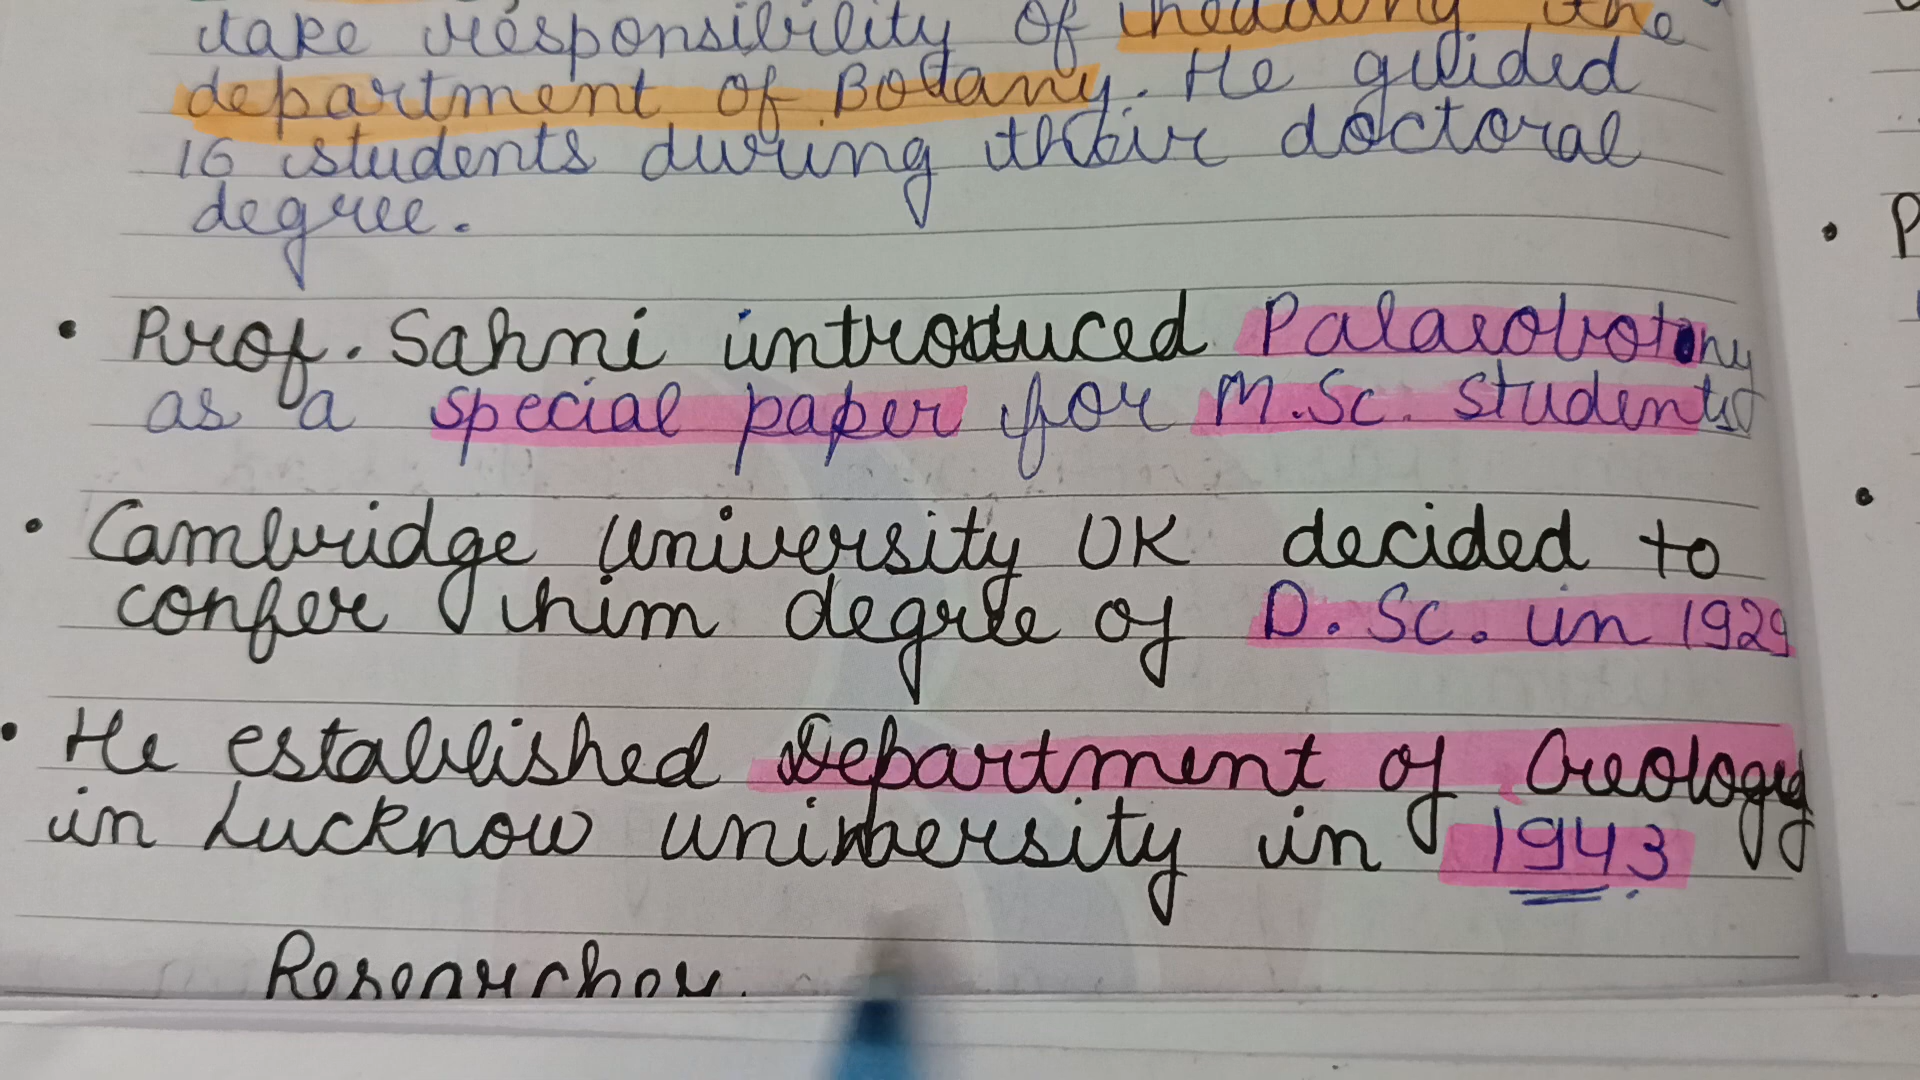 take responsibility of heading the
department of Botany. He guided
16 students during their doctoral
degree.
• Prof. Sahni introduced Palaeobotany
as a special paper for M.Sc. students
• Cambridge University UK decided to
confer him degree of D.Sc. in 1929
• He established Department of Geology
in Lucknow university in 1943
Researcher
• P
•